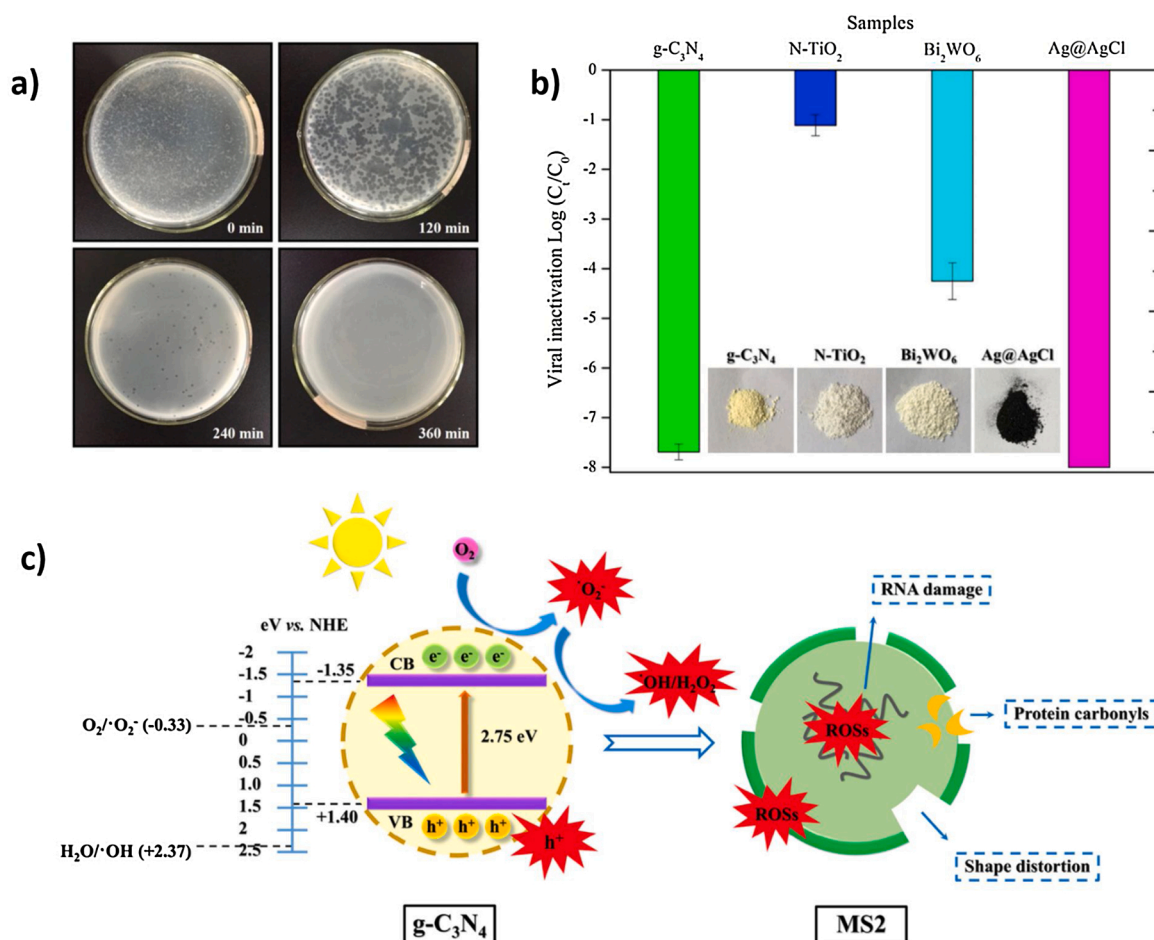 a)
0 min
120 min
240 min
360 min
b)
Samples
g-C₃N₄ N-TiO₂ Bi₂WO₆ Ag@AgCl
Viral inactivation Log (Cₜ/C₀)
0
-1
-2
-3
-4
-5
-6
-7
-8
g-C₃N₄ N-TiO₂ Bi₂WO₆ Ag@AgCl
c)
eV vs. NHE
-2
-1.5
-1
-0.5
0
0.5
1.0
1.5
2
2.5
-1.35
+1.40
O₂/·O₂⁻ (-0.33)
H₂O/·OH (+2.37)
O₂
·O₂⁻
·OH/H₂O₂
CB e⁻ e⁻ e⁻
2.75 eV
VB h⁺ h⁺ h⁺
h⁺
g-C₃N₄
RNA damage
ROSs
Protein carbonyls
ROSs
Shape distortion
MS2